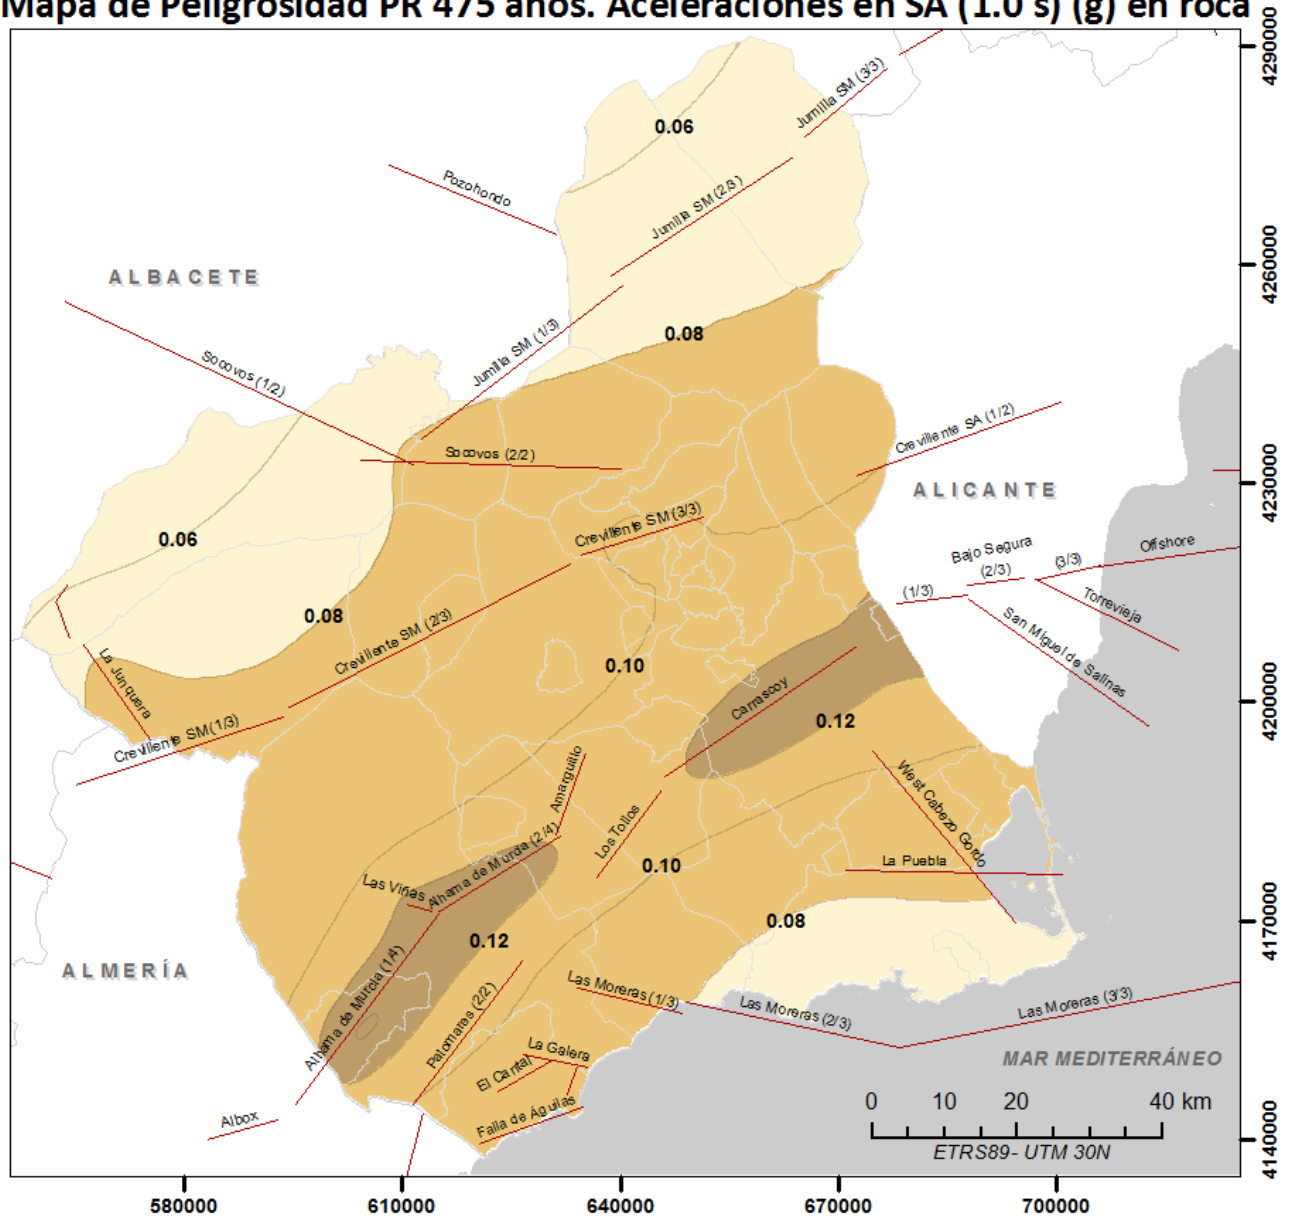 Mapa de Peligrosidad PR 475 años. Aceleraciones en SA (1.0 s) (g) en roca
4290000
Jumilla SM (3/3)
0.06
Pozohondo
Jumilla SM (2/3)
ALBACETE
4260000
0.08
Jumilla SM (1/3)
Socovos (1/2)
Crevillente SA (1/2)
Socovos (2/2)
ALICANTE
4230000
Crevillente SM (3/3)
0.06
Bajo Segura
Offshore
(3/3)
(2/3)
(1/3)
Torrevieja
0.08
Crevillente SM (2/3)
San Miguel de Salinas
0.10
La Junquera
Carrascoy
4200000
0.12
Crevillente SM (1/3)
Amarguillo
West Cabezo Gordo
Los Tollos
Alhama de Murcia (2/4)
La Puebla
0.10
Las Viñas
0.08
4170000
0.12
ALMERÍA
Alhama de Murcia (1/4)
Palomares (2/2)
Las Moreras (1/3)
Las Moreras (2/3)
Las Moreras (3/3)
La Galera
MAR MEDITERRÁNEO
El Cantal
0 10 20 40 km
Albox
Falla de Águilas
ETRS89- UTM 30N
4140000
580000 610000 640000 670000 700000